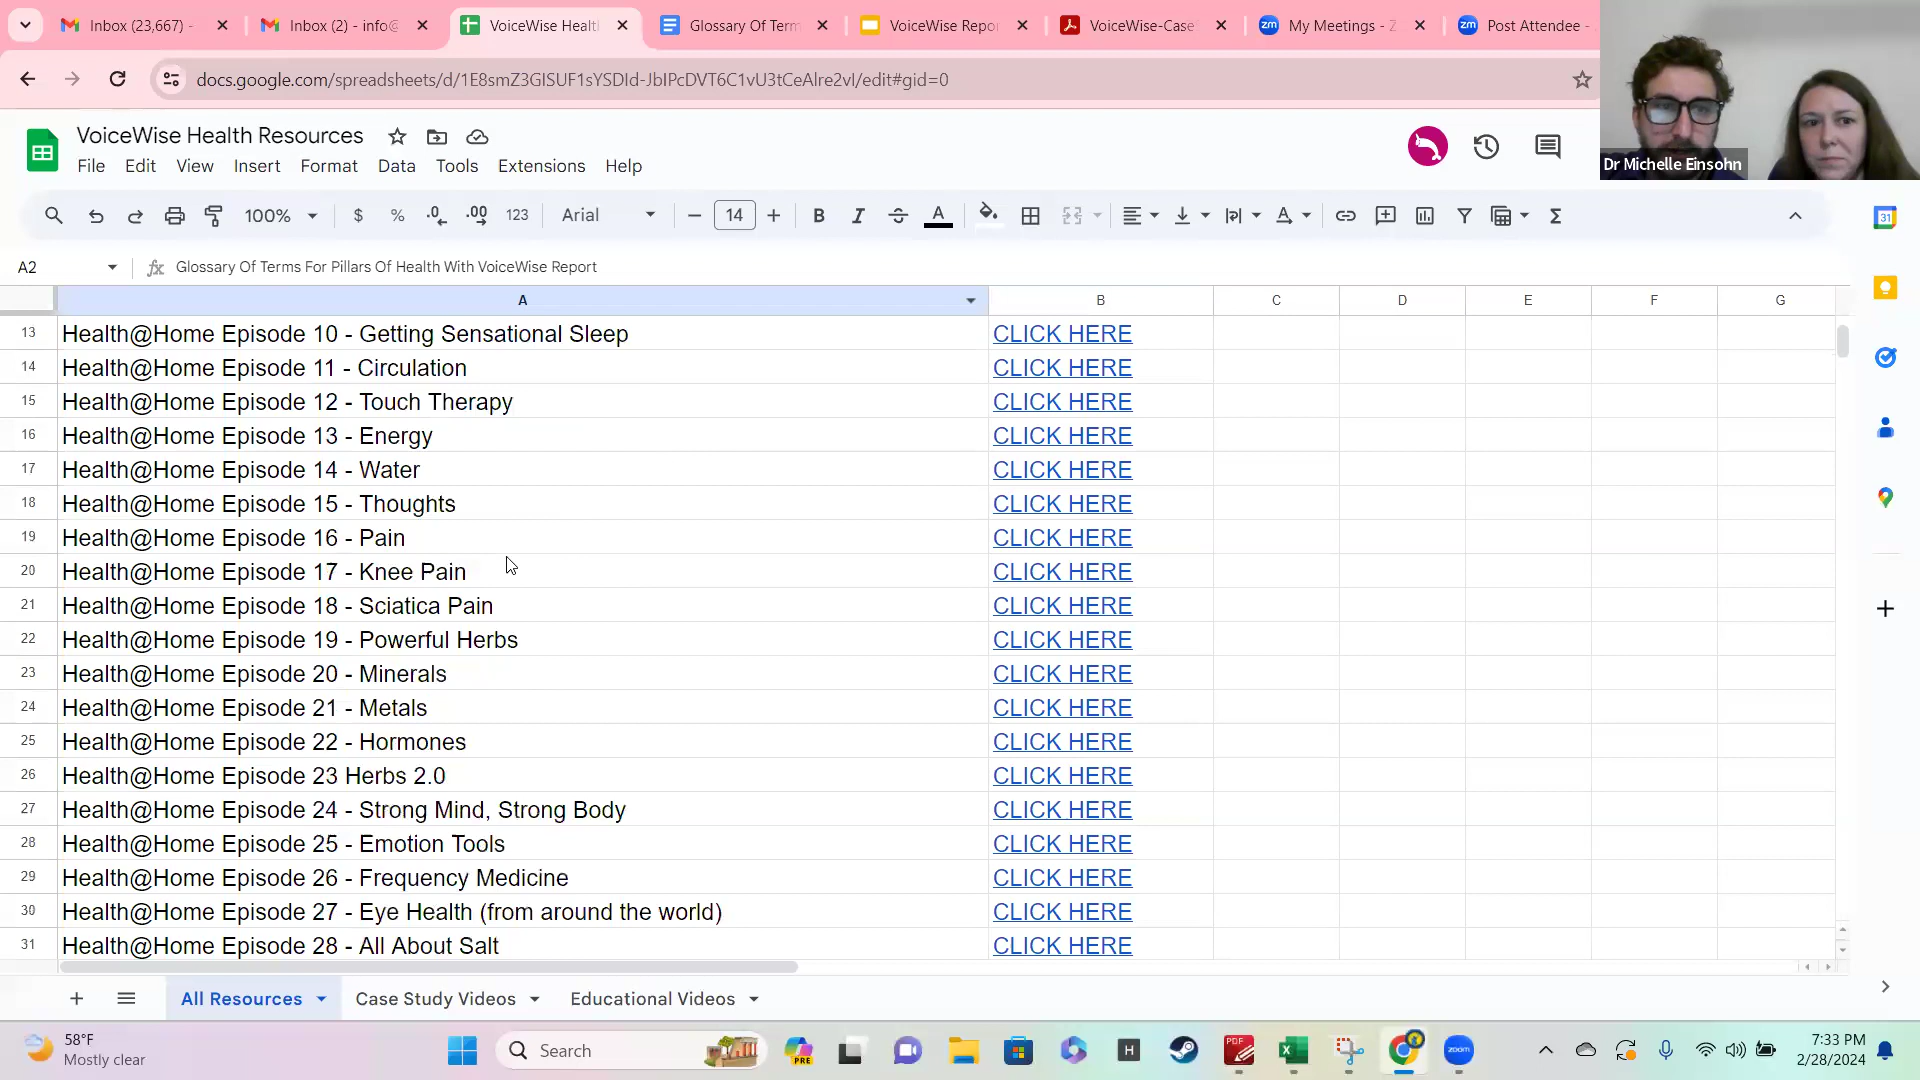 Inbox (23,667) -
Inbox (2) - info@
VoiceWise Healt
Glossary Of Term
VoiceWise Repor
VoiceWise-Case
My Meetings - Z
Post Attendee -
docs.google.com/spreadsheets/d/1E8smZ3GISUF1sYSDId-JbIPcDVT6C1vU3tCeAlre2vI/edit#gid=0
VoiceWise Health Resources
File Edit View Insert Format Data Tools Extensions Help
Dr Michelle Einsohn
100% $ % .0 .00 123 Arial 14 B I A
A2 fx Glossary Of Terms For Pillars Of Health With VoiceWise Report
A B C D E F G
13 Health@Home Episode 10 - Getting Sensational Sleep CLICK HERE
14 Health@Home Episode 11 - Circulation CLICK HERE
15 Health@Home Episode 12 - Touch Therapy CLICK HERE
16 Health@Home Episode 13 - Energy CLICK HERE
17 Health@Home Episode 14 - Water CLICK HERE
18 Health@Home Episode 15 - Thoughts CLICK HERE
19 Health@Home Episode 16 - Pain CLICK HERE
20 Health@Home Episode 17 - Knee Pain CLICK HERE
21 Health@Home Episode 18 - Sciatica Pain CLICK HERE
22 Health@Home Episode 19 - Powerful Herbs CLICK HERE
23 Health@Home Episode 20 - Minerals CLICK HERE
24 Health@Home Episode 21 - Metals CLICK HERE
25 Health@Home Episode 22 - Hormones CLICK HERE
26 Health@Home Episode 23 Herbs 2.0 CLICK HERE
27 Health@Home Episode 24 - Strong Mind, Strong Body CLICK HERE
28 Health@Home Episode 25 - Emotion Tools CLICK HERE
29 Health@Home Episode 26 - Frequency Medicine CLICK HERE
30 Health@Home Episode 27 - Eye Health (from around the world) CLICK HERE
31 Health@Home Episode 28 - All About Salt CLICK HERE
All Resources Case Study Videos Educational Videos
58°F
Mostly clear
Search
PRE
H
PDF
zoom
7:33 PM
2/28/2024